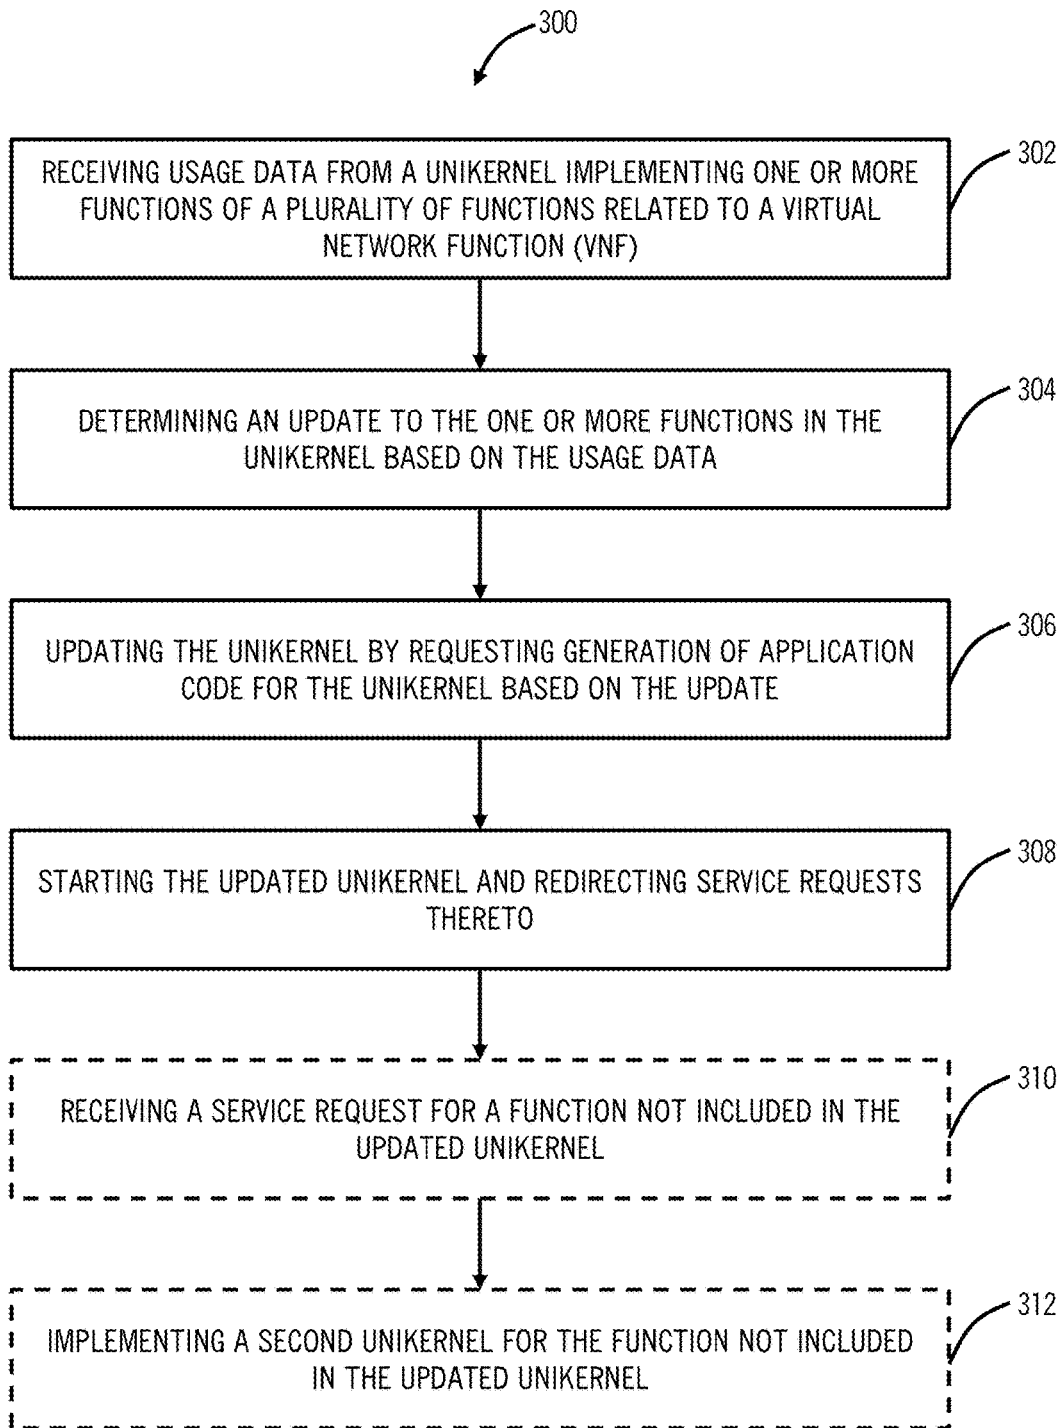 300
RECEIVING USAGE DATA FROM A UNIKERNEL IMPLEMENTING ONE OR MORE
FUNCTIONS OF A PLURALITY OF FUNCTIONS RELATED TO A VIRTUAL
NETWORK FUNCTION (VNF)
302
DETERMINING AN UPDATE TO THE ONE OR MORE FUNCTIONS IN THE
UNIKERNEL BASED ON THE USAGE DATA
304
UPDATING THE UNIKERNEL BY REQUESTING GENERATION OF APPLICATION
CODE FOR THE UNIKERNEL BASED ON THE UPDATE
306
STARTING THE UPDATED UNIKERNEL AND REDIRECTING SERVICE REQUESTS
THERETO
308
RECEIVING A SERVICE REQUEST FOR A FUNCTION NOT INCLUDED IN THE
UPDATED UNIKERNEL
310
IMPLEMENTING A SECOND UNIKERNEL FOR THE FUNCTION NOT INCLUDED
IN THE UPDATED UNIKERNEL
312